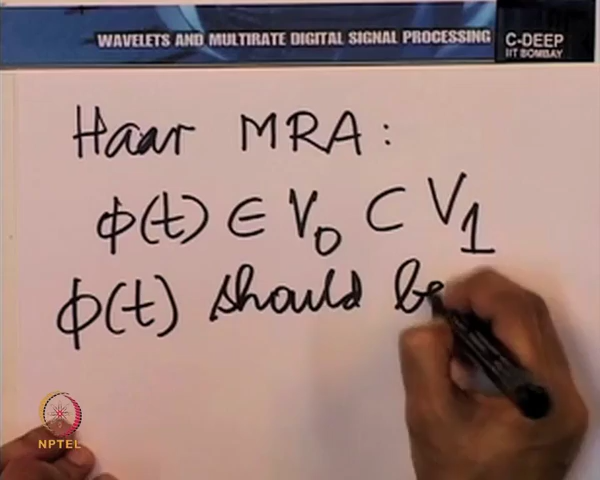 WAVELETS AND MULTIRATE DIGITAL SIGNAL PROCESSING
C-DEEP
IIT BOMBAY
Haar MRA:
ϕ(t) ∈ V₀ ⊂ V₁
ϕ(t) should be
NPTEL